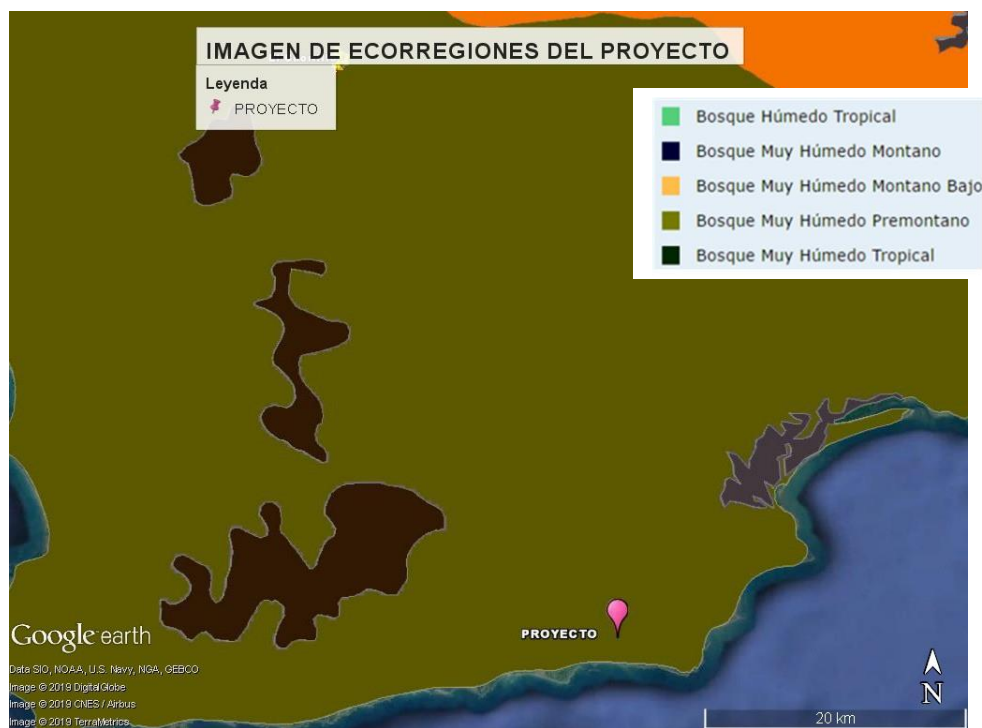 IMAGEN DE ECORREGIONES DEL PROYECTO
Leyenda
PROYECTO
Bosque Húmedo Tropical
Bosque Muy Húmedo Montano
Bosque Muy Húmedo Montano Bajo
Bosque Muy Húmedo Premontano
Bosque Muy Húmedo Tropical
PROYECTO
Google earth
Data SIO, NOAA, U.S. Navy, NGA, GEBCO
Image © 2019 DigitalGlobe
Image © 2019 CNES / Airbus
Image © 2019 TerraMetrics
N
20 km